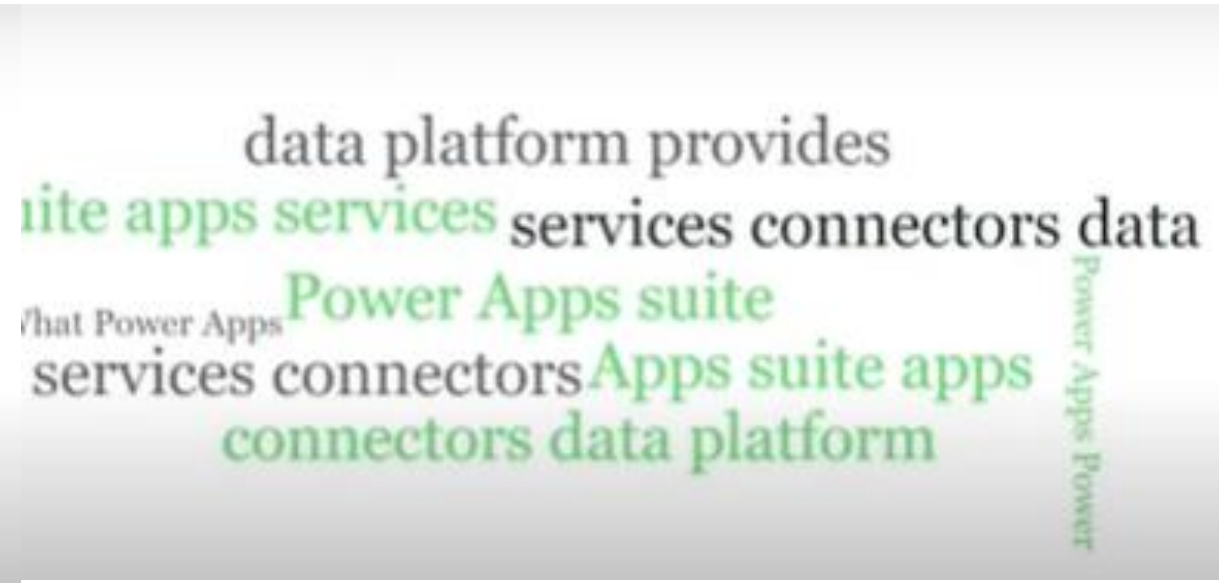 data platform provides
apps services
services connectors data
Power Apps suite
Power Apps
services connectors
Apps suite apps
connectors data platform
Power Apps Power